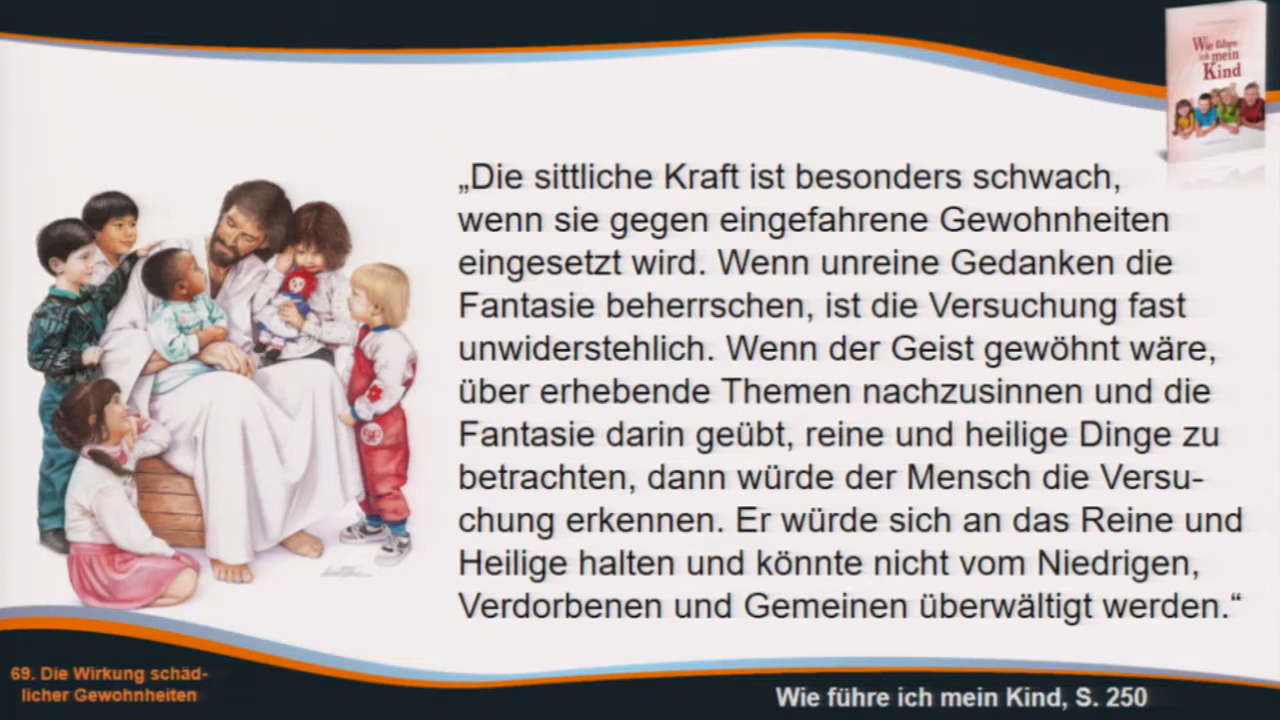 Wie führe
ich mein
Kind
„Die sittliche Kraft ist besonders schwach,
wenn sie gegen eingefahrene Gewohnheiten
eingesetzt wird. Wenn unreine Gedanken die
Fantasie beherrschen, ist die Versuchung fast
unwiderstehlich. Wenn der Geist gewöhnt wäre,
über erhebende Themen nachzusinnen und die
Fantasie darin geübt, reine und heilige Dinge zu
betrachten, dann würde der Mensch die Versu-
chung erkennen. Er würde sich an das Reine und
Heilige halten und könnte nicht vom Niedrigen,
Verdorbenen und Gemeinen überwältigt werden.“
69. Die Wirkung schäd-
licher Gewohnheiten
Wie führe ich mein Kind, S. 250